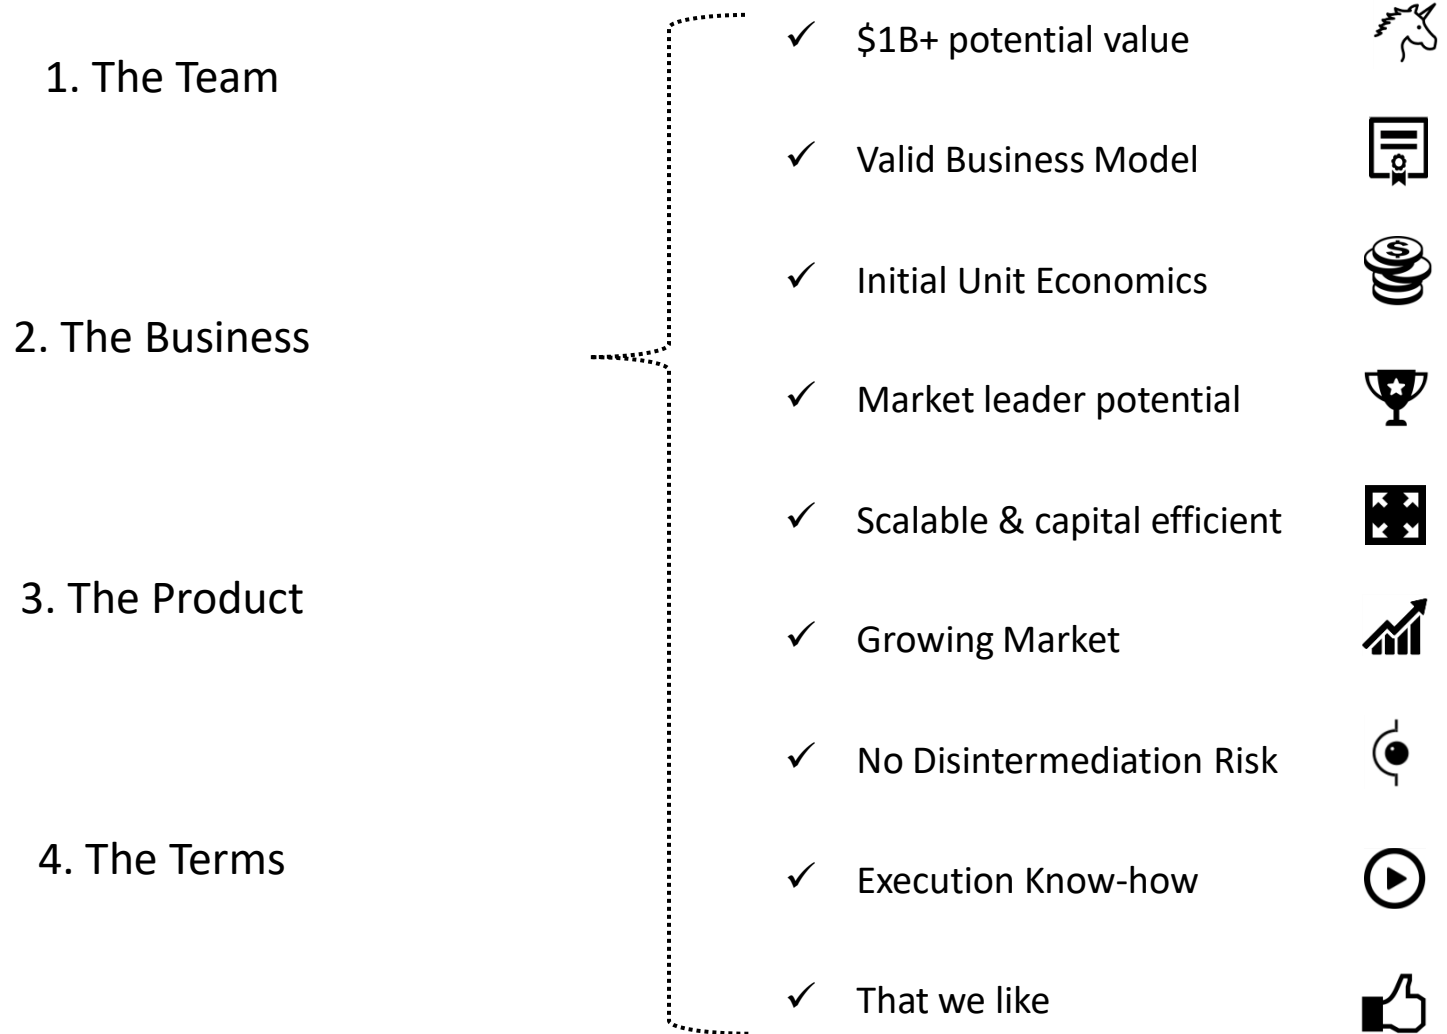 1. The Team
2. The Business
3. The Product
4. The Terms
✓ $1B+ potential value
✓ Valid Business Model
✓ Initial Unit Economics
$
✓ Market leader potential
✓ Scalable & capital efficient
✓ Growing Market
✓ No Disintermediation Risk
✓ Execution Know-how
✓ That we like